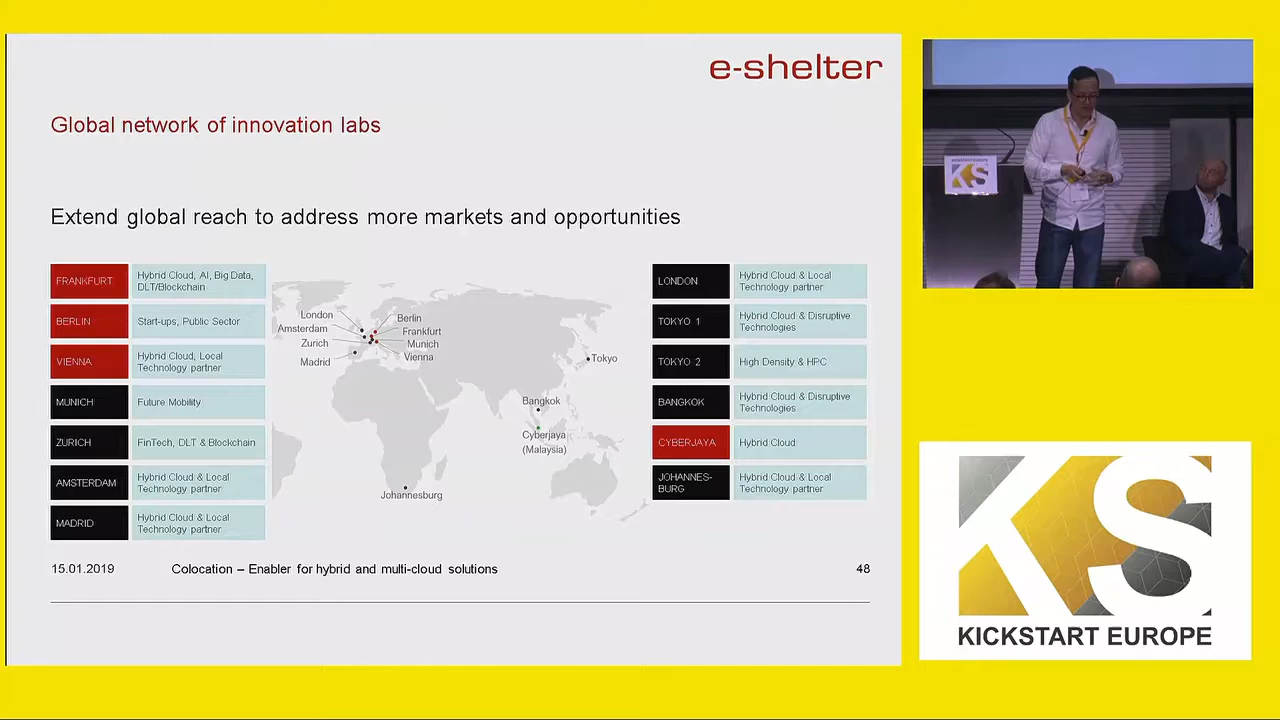 e-shelter
Global network of innovation labs
Extend global reach to address more markets and opportunities
FRANKFURT
Hybrid Cloud, AI, Big Data,
DLT/Blockchain
BERLIN
Start-ups, Public Sector
VIENNA
Hybrid Cloud, Local
Technology partner
MUNICH
Future Mobility
ZURICH
FinTech, DLT & Blockchain
AMSTERDAM
Hybrid Cloud & Local
Technology partner
MADRID
Hybrid Cloud & Local
Technology partner
London
Amsterdam
Zurich
Madrid
Berlin
Frankfurt
Munich
Vienna
Tokyo
Bangkok
Cyberjaya
(Malaysia)
Johannesburg
LONDON
Hybrid Cloud & Local
Technology partner
TOKYO 1
Hybrid Cloud & Disruptive
Technologies
TOKYO 2
High Density & HPC
BANGKOK
Hybrid Cloud & Disruptive
Technologies
CYBERJAYA
Hybrid Cloud
JOHANNES-
BURG
Hybrid Cloud & Local
Technology partner
15.01.2019
Colocation – Enabler for hybrid and multi-cloud solutions
48
KICKSTART EUROPE
KS
KS
KICKSTART EUROPE